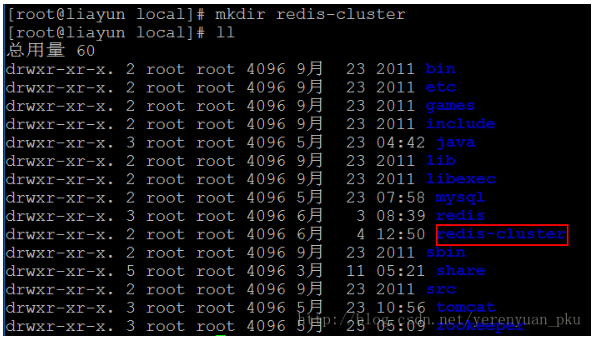 [root@liayun local]# mkdir redis-cluster
[root@liayun local]# ll
总用量 60
drwxr-xr-x. 2 root root 4096 9月 23 2011 bin
drwxr-xr-x. 2 root root 4096 9月 23 2011 etc
drwxr-xr-x. 2 root root 4096 9月 23 2011 games
drwxr-xr-x. 2 root root 4096 9月 23 2011 include
drwxr-xr-x. 3 root root 4096 5月 23 04:42 java
drwxr-xr-x. 2 root root 4096 9月 23 2011 lib
drwxr-xr-x. 2 root root 4096 9月 23 2011 libexec
drwxr-xr-x. 2 root root 4096 5月 23 07:58 mysql
drwxr-xr-x. 3 root root 4096 6月 3 08:39 redis
drwxr-xr-x. 2 root root 4096 6月 4 12:50 redis-cluster
drwxr-xr-x. 2 root root 4096 9月 23 2011 sbin
drwxr-xr-x. 5 root root 4096 3月 11 05:21 share
drwxr-xr-x. 2 root root 4096 9月 23 2011 src
drwxr-xr-x. 3 root root 4096 5月 23 10:56 tomcat
http://blog.csdn.net/yerenyuan_pku
drwxr-xr-x. 3 root root 4096 5月 25 05:09 zookeeper